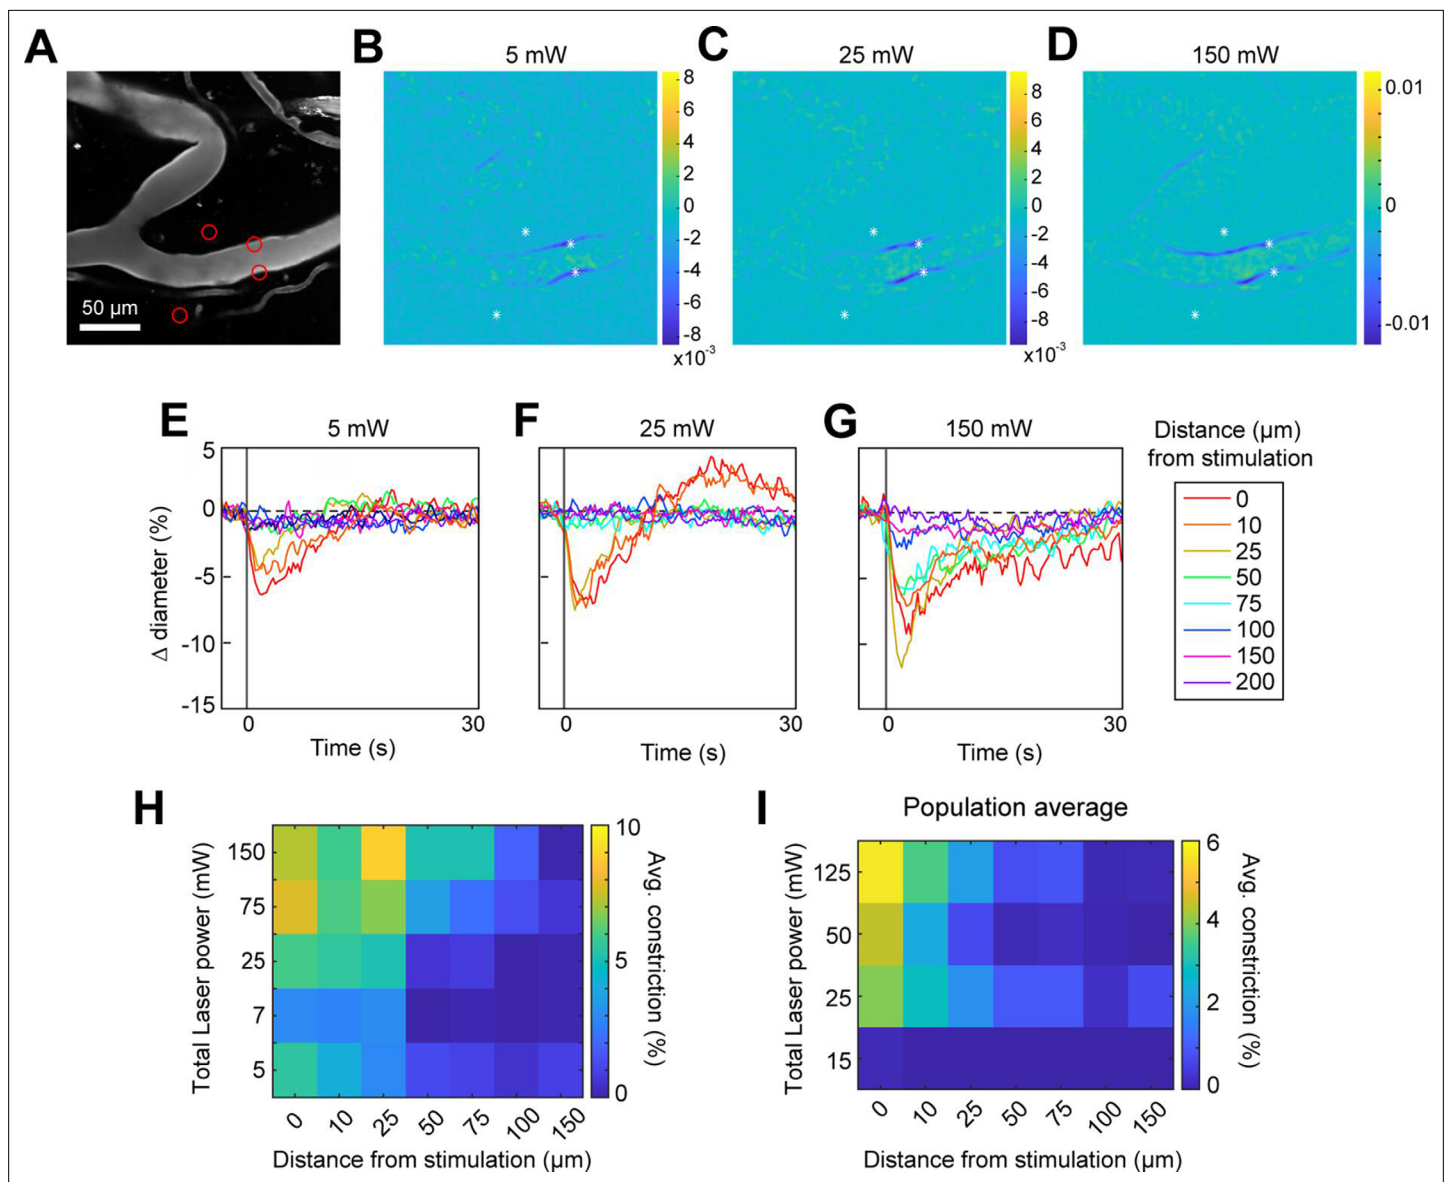 A
B
5 mW
C
25 mW
D
150 mW
50 µm
8
6
4
2
0
-2
-4
-6
-8
x10-3
8
6
4
2
0
-2
-4
-6
-8
x10-3
0.01
0
-0.01
E
5 mW
F
25 mW
G
150 mW
Distance (µm)
from stimulation
0
10
25
50
75
100
150
200
Δ diameter (%)
5
0
-5
-10
-15
0
30
Time (s)
0
30
Time (s)
0
30
Time (s)
H
Total Laser power (mW)
150
75
25
7
5
0
10
25
50
75
100
150
Distance from stimulation (µm)
10
5
0
Avg. constriction (%)
I
Population average
Total Laser power (mW)
125
50
25
15
0
10
25
50
75
100
150
Distance from stimulation (µm)
6
4
2
0
Avg. constriction (%)